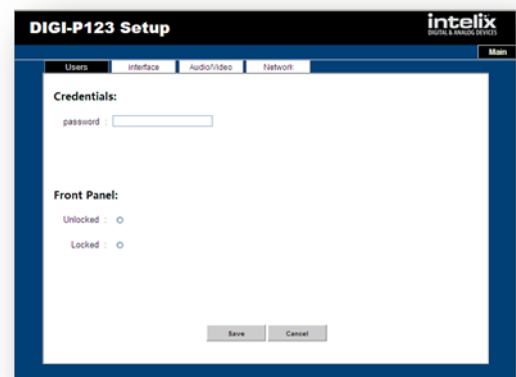 DIGI-P123 Setup
intelix
DIGITAL & ANALOG DEVICES
Main
Users Interface Audio/Video Network
Credentials:
password :
Front Panel:
Unlocked :
Locked :
Save Cancel